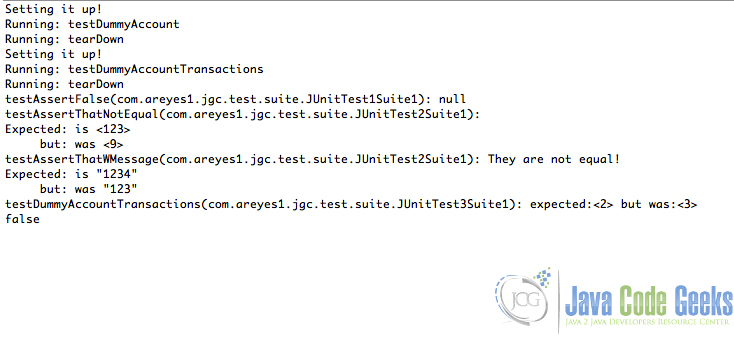 Setting it up!
Running: testDummyAccount
Running: tearDown
Setting it up!
Running: testDummyAccountTransactions
Running: tearDown
testAssertFalse(com.areyes1.jgc.test.suite.JUnitTest1Suite1): null
testAssertThatNotEqual(com.areyes1.jgc.test.suite.JUnitTest2Suite1):
Expected: is <123>
     but: was <9>
testAssertThatWMessage(com.areyes1.jgc.test.suite.JUnitTest2Suite1): They are not equal!
Expected: is "1234"
     but: was "123"
testDummyAccountTransactions(com.areyes1.jgc.test.suite.JUnitTest3Suite1): expected:<2> but was:<3>
false
JCG
Java Code Geeks
Java 2 Java Developers Resource Center